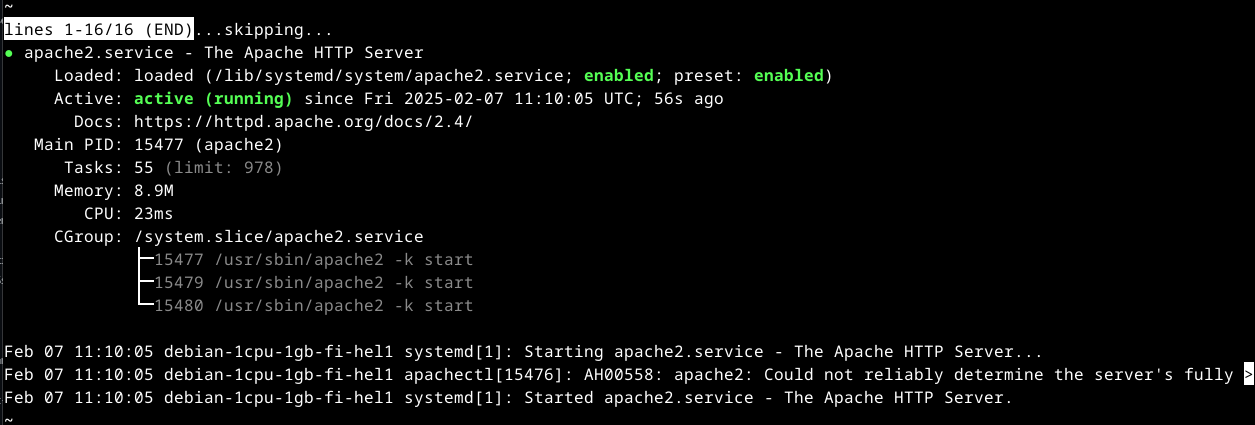 ~
lines 1-16/16 (END)...skipping...
● apache2.service - The Apache HTTP Server
     Loaded: loaded (/lib/systemd/system/apache2.service; enabled; preset: enabled)
     Active: active (running) since Fri 2025-02-07 11:10:05 UTC; 56s ago
       Docs: https://httpd.apache.org/docs/2.4/
   Main PID: 15477 (apache2)
      Tasks: 55 (limit: 978)
     Memory: 8.9M
        CPU: 23ms
     CGroup: /system.slice/apache2.service
             ├─15477 /usr/sbin/apache2 -k start
             ├─15479 /usr/sbin/apache2 -k start
             └─15480 /usr/sbin/apache2 -k start

Feb 07 11:10:05 debian-1cpu-1gb-fi-hel1 systemd[1]: Starting apache2.service - The Apache HTTP Server...
Feb 07 11:10:05 debian-1cpu-1gb-fi-hel1 apachectl[15476]: AH00558: apache2: Could not reliably determine the server's fully >
Feb 07 11:10:05 debian-1cpu-1gb-fi-hel1 systemd[1]: Started apache2.service - The Apache HTTP Server.
~